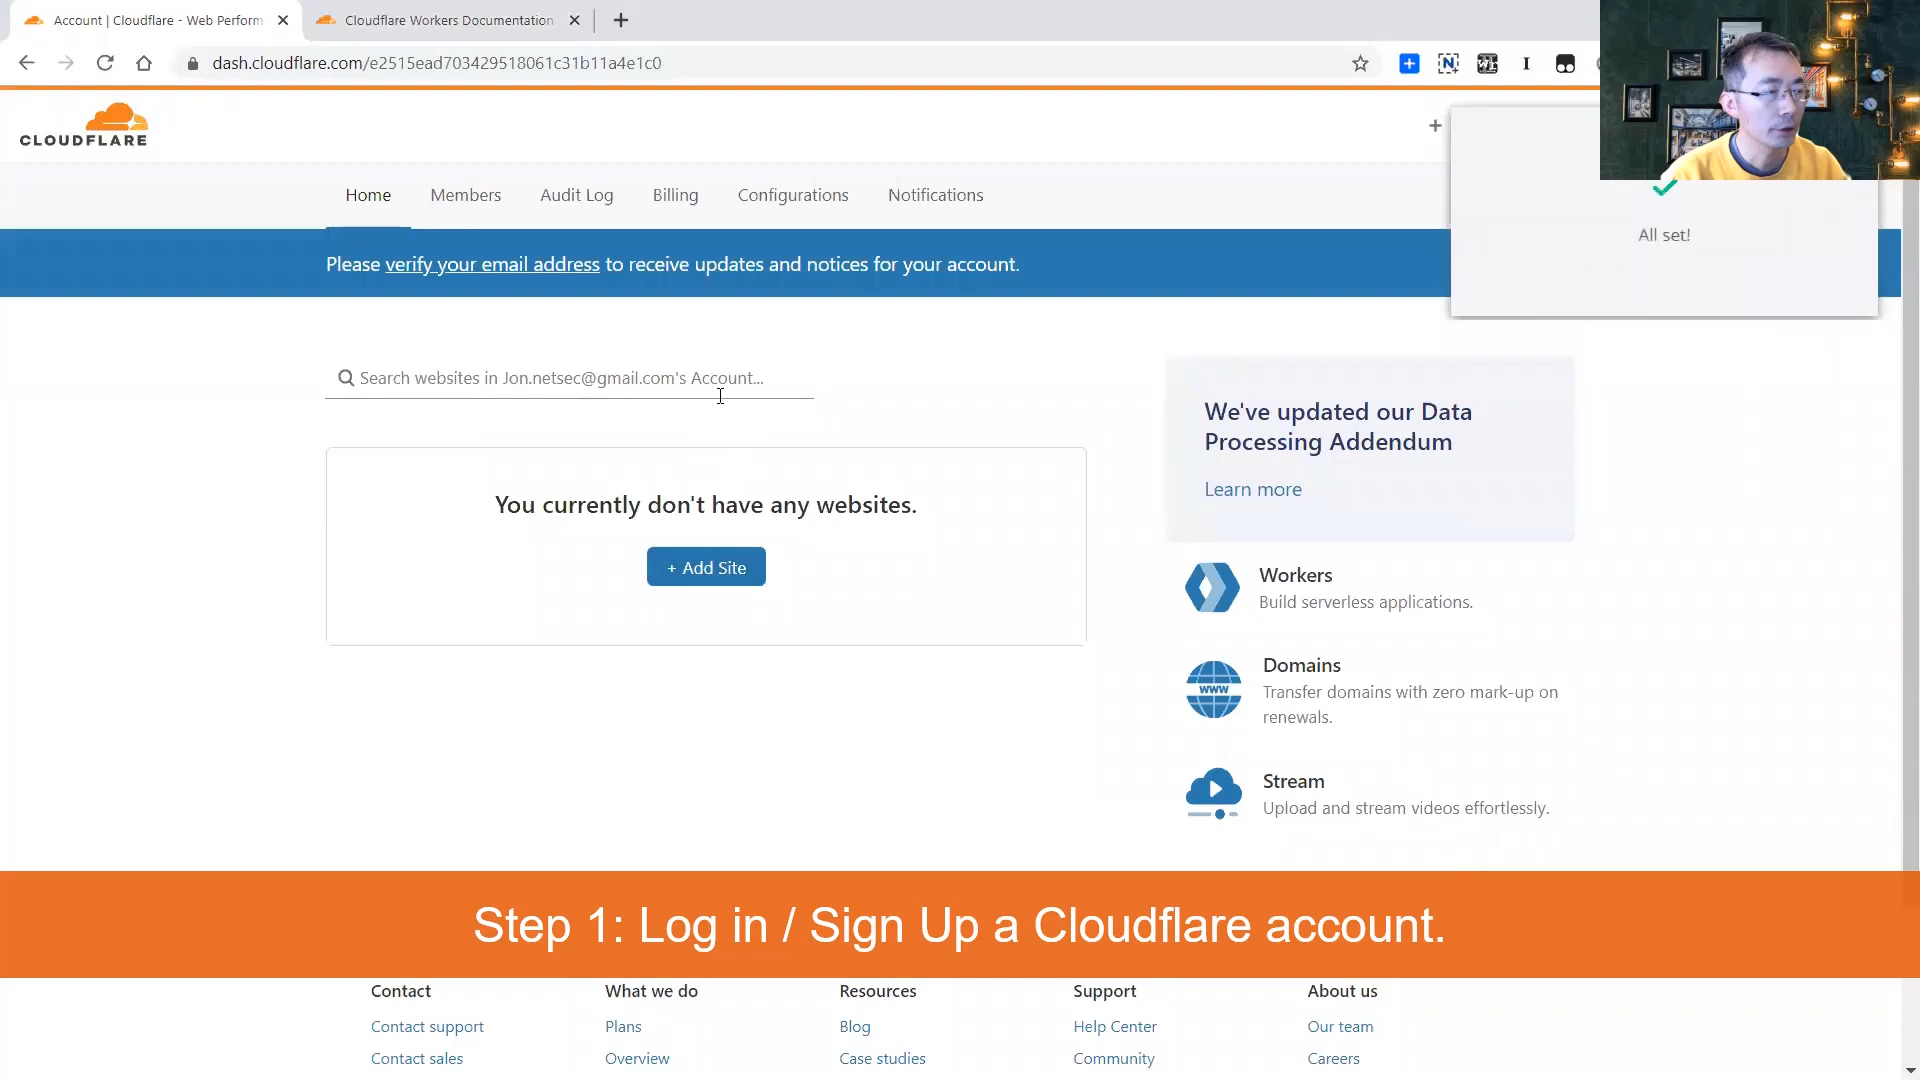 Account | Cloudflare - Web Perform
Cloudflare Workers Documentation
dash.cloudflare.com/e2515ead703429518061c31b11a4e1c0
CLOUDFLARE
Home
Members
Audit Log
Billing
Configurations
Notifications
All set!
Please verify your email address to receive updates and notices for your account.
Search websites in Jon.netsec@gmail.com's Account...
You currently don't have any websites.
+ Add Site
We've updated our Data
Processing Addendum
Learn more
Workers
Build serverless applications.
WWW
Domains
Transfer domains with zero mark-up on
renewals.
Stream
Upload and stream videos effortlessly.
Step 1: Log in / Sign Up a Cloudflare account.
Contact
What we do
Resources
Support
About us
Contact support
Plans
Blog
Help Center
Our team
Contact sales
Overview
Case studies
Community
Careers